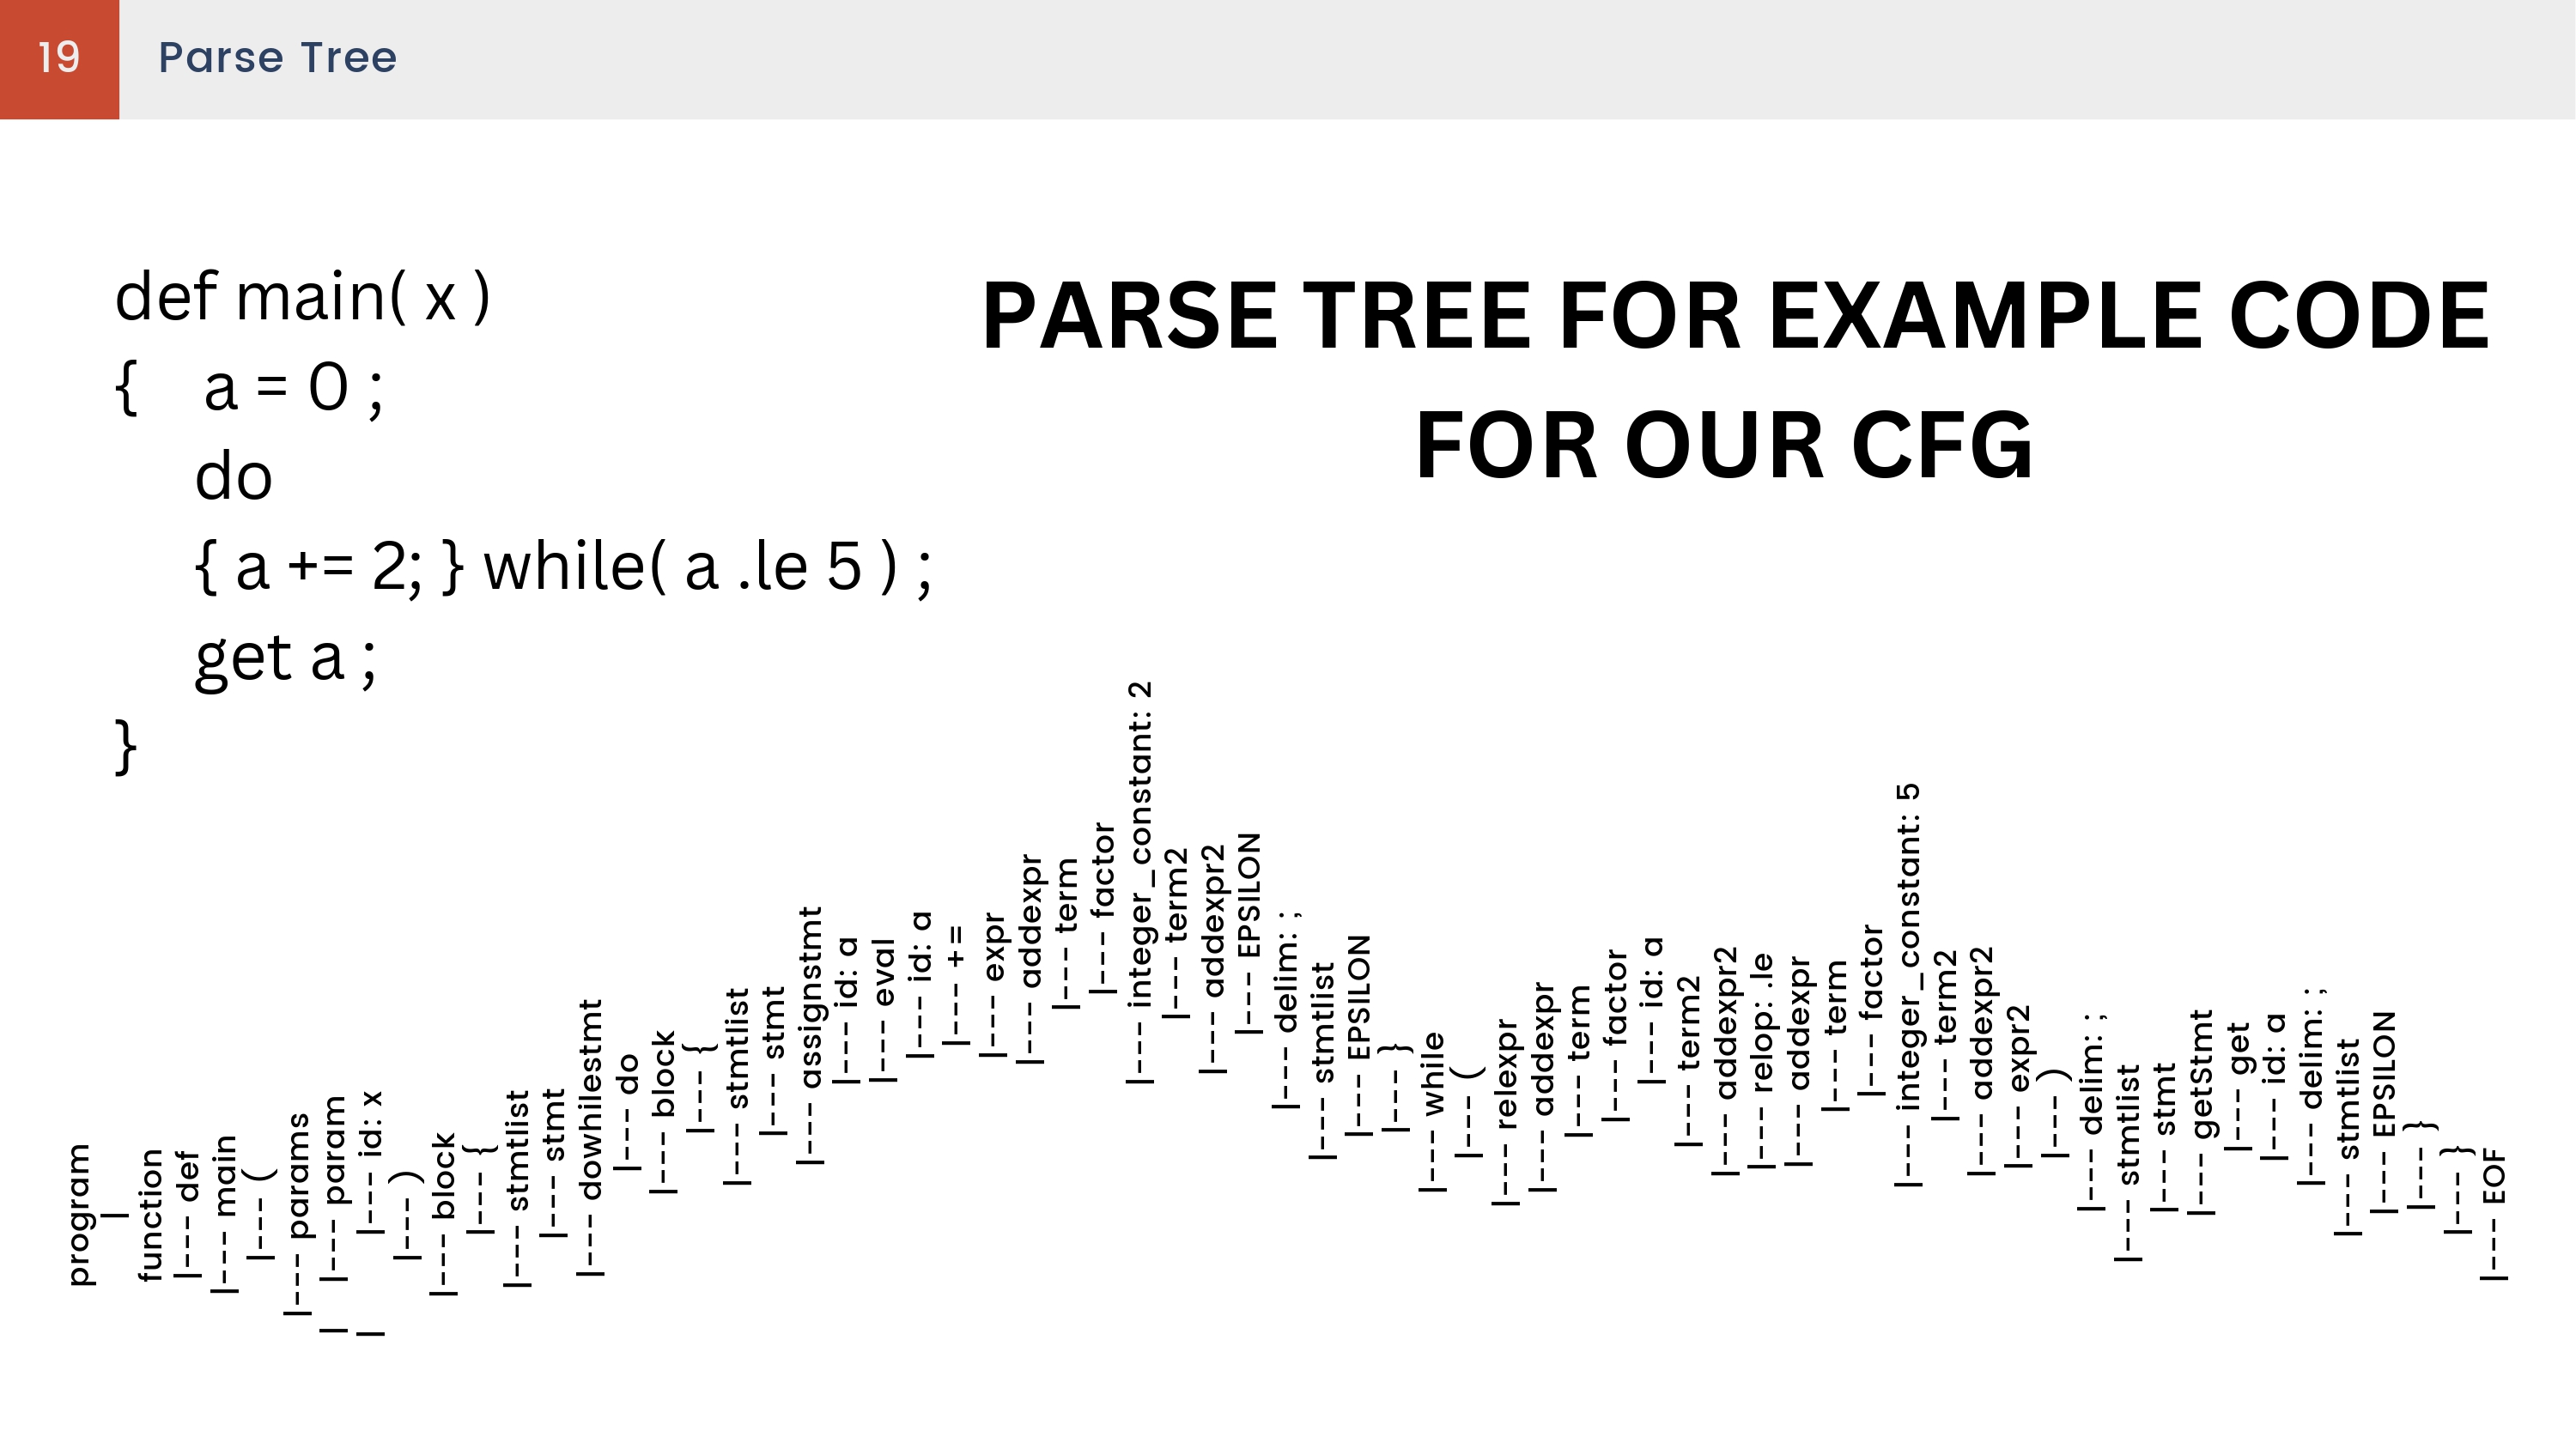 19
Parse Tree
def main( x )
{ a = 0 ;
do
{ a += 2; } while( a .le 5 ) ;
get a ;
}
PARSE TREE FOR EXAMPLE CODE
FOR OUR CFG
program
|
function
|--- def
|--- main
|--- (
|--- params
| |--- param
| |--- id: x
|--- )
|--- block
|--- {
|--- stmtlist
|--- stmt
|--- dowhilestmt
|--- do
|--- block
|--- {
|--- stmtlist
|--- stmt
|--- assignstmt
|--- id: a
|--- eval
|--- id: a
|--- +=
|--- expr
|--- addexpr
|--- term
|--- factor
|--- integer_constant: 2
|--- term2
|--- addexpr2
|--- EPSILON
|--- delim: ;
|--- stmtlist
|--- EPSILON
|--- }
|--- while
|--- (
|--- relexpr
|--- addexpr
|--- term
|--- factor
|--- id: a
|--- term2
|--- addexpr2
|--- relop: .le
|--- addexpr
|--- term
|--- factor
|--- integer_constant: 5
|--- term2
|--- addexpr2
|--- expr2
|--- )
|--- delim: ;
|--- stmtlist
|--- stmt
|--- getStmt
|--- get
|--- id: a
|--- delim: ;
|--- stmtlist
|--- EPSILON
|--- }
|--- }
|--- EOF